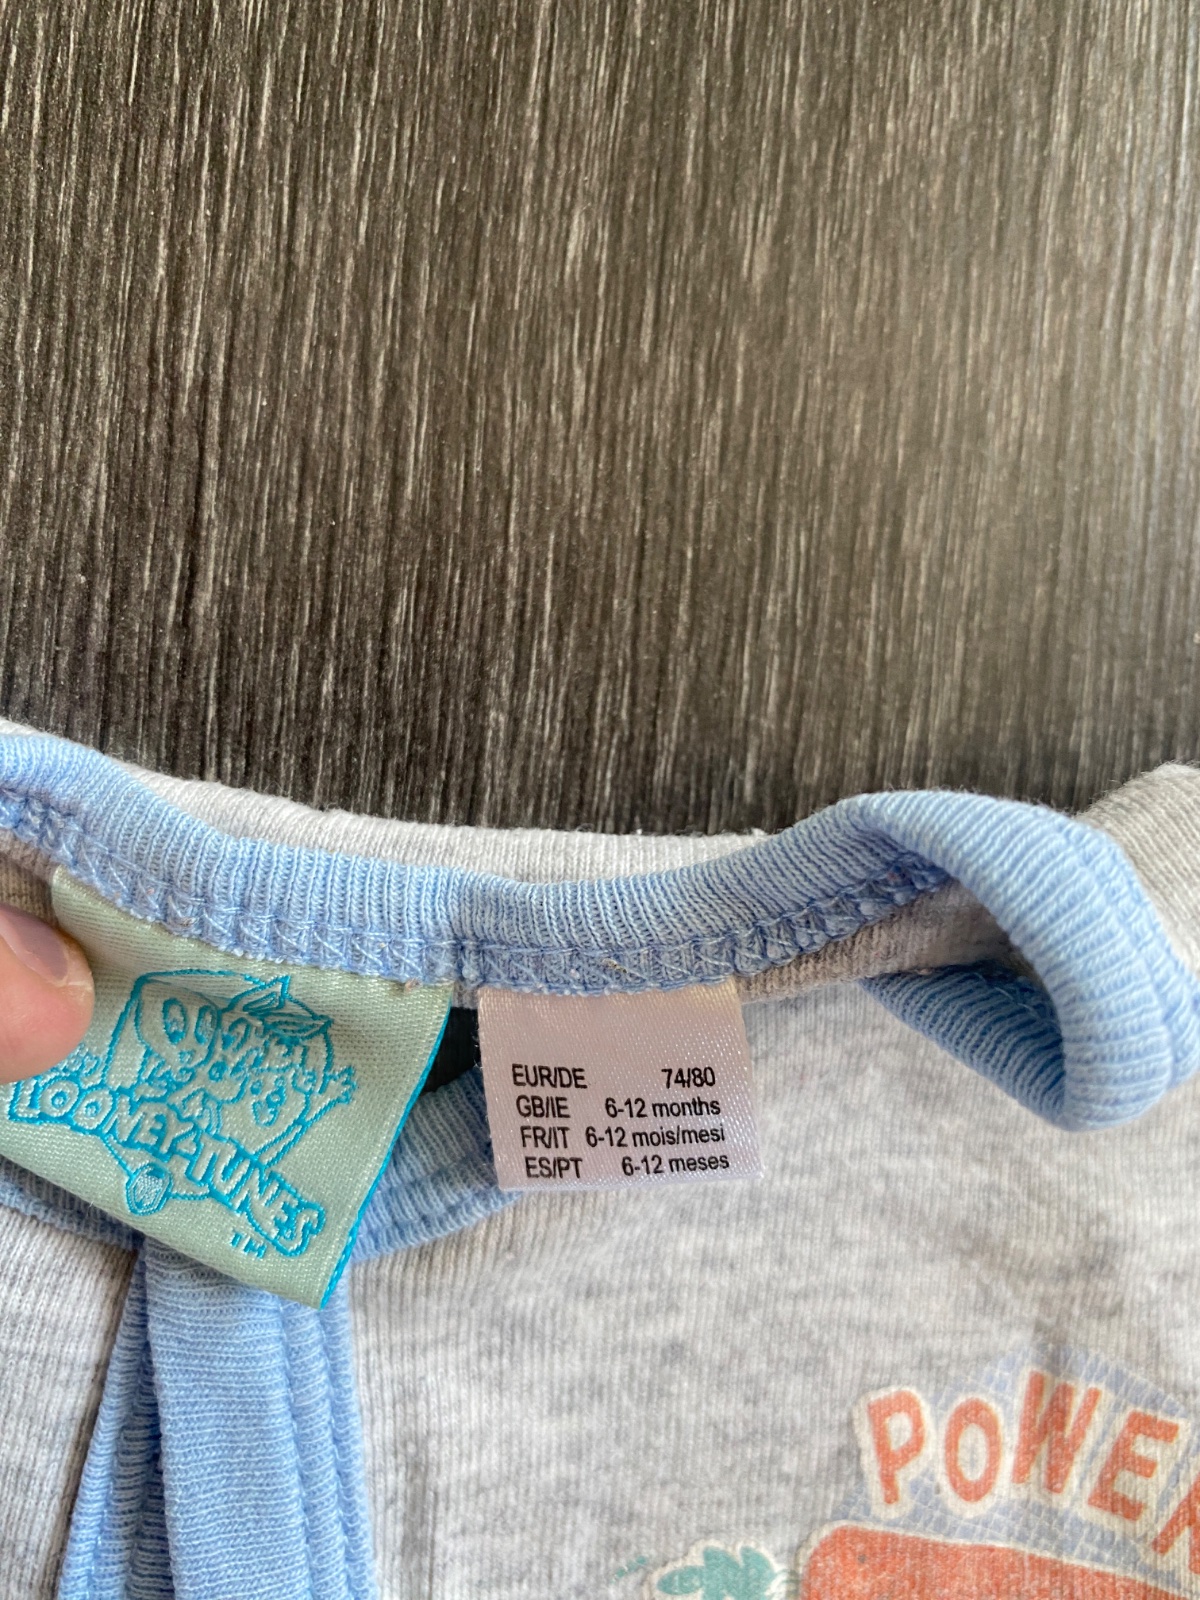 LOONEY TUNES
TM
EUR/DE 74/80
GB/IE 6-12 months
FR/IT 6-12 mois/mesi
ES/PT 6-12 meses
POWER